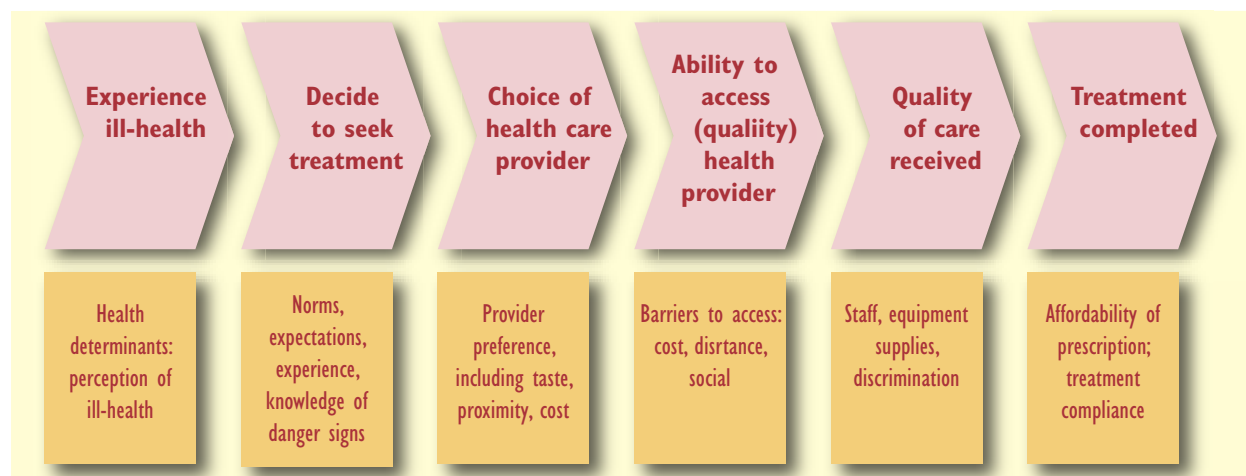 Experience
ill-health
Decide
to seek
treatment
Choice of
health care
provider
Ability to
access
(qualiity)
health
provider
Quality
of care
received
Treatment
completed
Health
determinants:
perception of
ill-health
Norms,
expectations,
experience,
knowledge of
danger signs
Provider
preference,
including taste,
proximity, cost
Barriers to access:
cost, disrtance,
social
Staff, equipment
supplies,
discrimination
Affordability of
prescription;
treatment
compliance